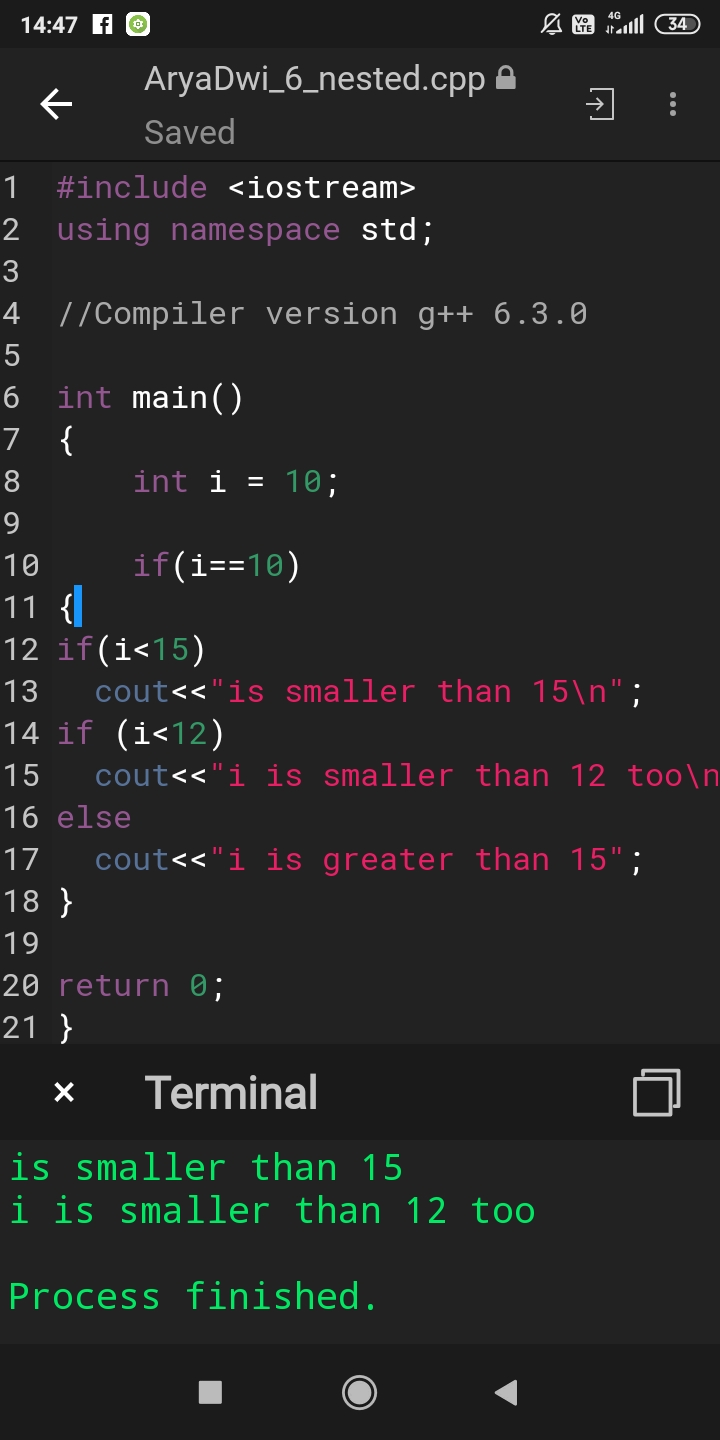 14:47 Vo LTE 4G 34
AryaDwi_6_nested.cpp
Saved
1 #include <iostream>
2 using namespace std;
3
4 //Compiler version g++ 6.3.0
5
6 int main()
7 {
8     int i = 10;
9
10     if(i==10)
11 {
12 if(i<15)
13   cout<<"is smaller than 15\n";
14 if (i<12)
15   cout<<"i is smaller than 12 too\n
16 else
17   cout<<"i is greater than 15";
18 }
19
20 return 0;
21 }
Terminal
is smaller than 15
i is smaller than 12 too
Process finished.